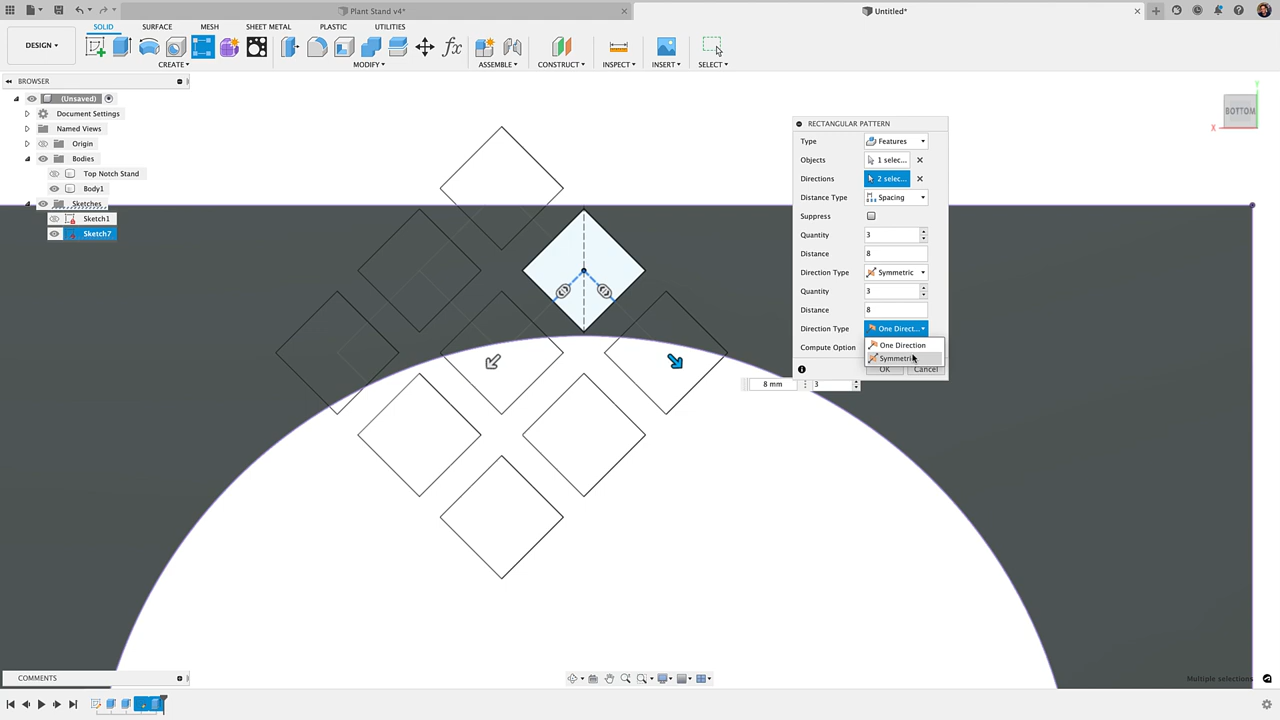 Plant Stand v4*
Untitled*
SOLID SURFACE MESH SHEET METAL PLASTIC UTILITIES
DESIGN
CREATE MODIFY ASSEMBLE CONSTRUCT INSPECT INSERT SELECT
BROWSER
(Unsaved)
Document Settings
Named Views
Origin
Bodies
Top Notch Stand
Body1
Sketches
Sketch1
Sketch7
BOTTOM
Y
X
RECTANGULAR PATTERN
Type Features
Objects 1 selec...
Directions 2 selec...
Distance Type Spacing
Suppress
Quantity 3
Distance 8
Direction Type Symmetric
Quantity 3
Distance 8
Direction Type One Direct...
One Direction
Compute Option
Symmetric
OK Cancel
8 mm 3
COMMENTS
Multiple selections